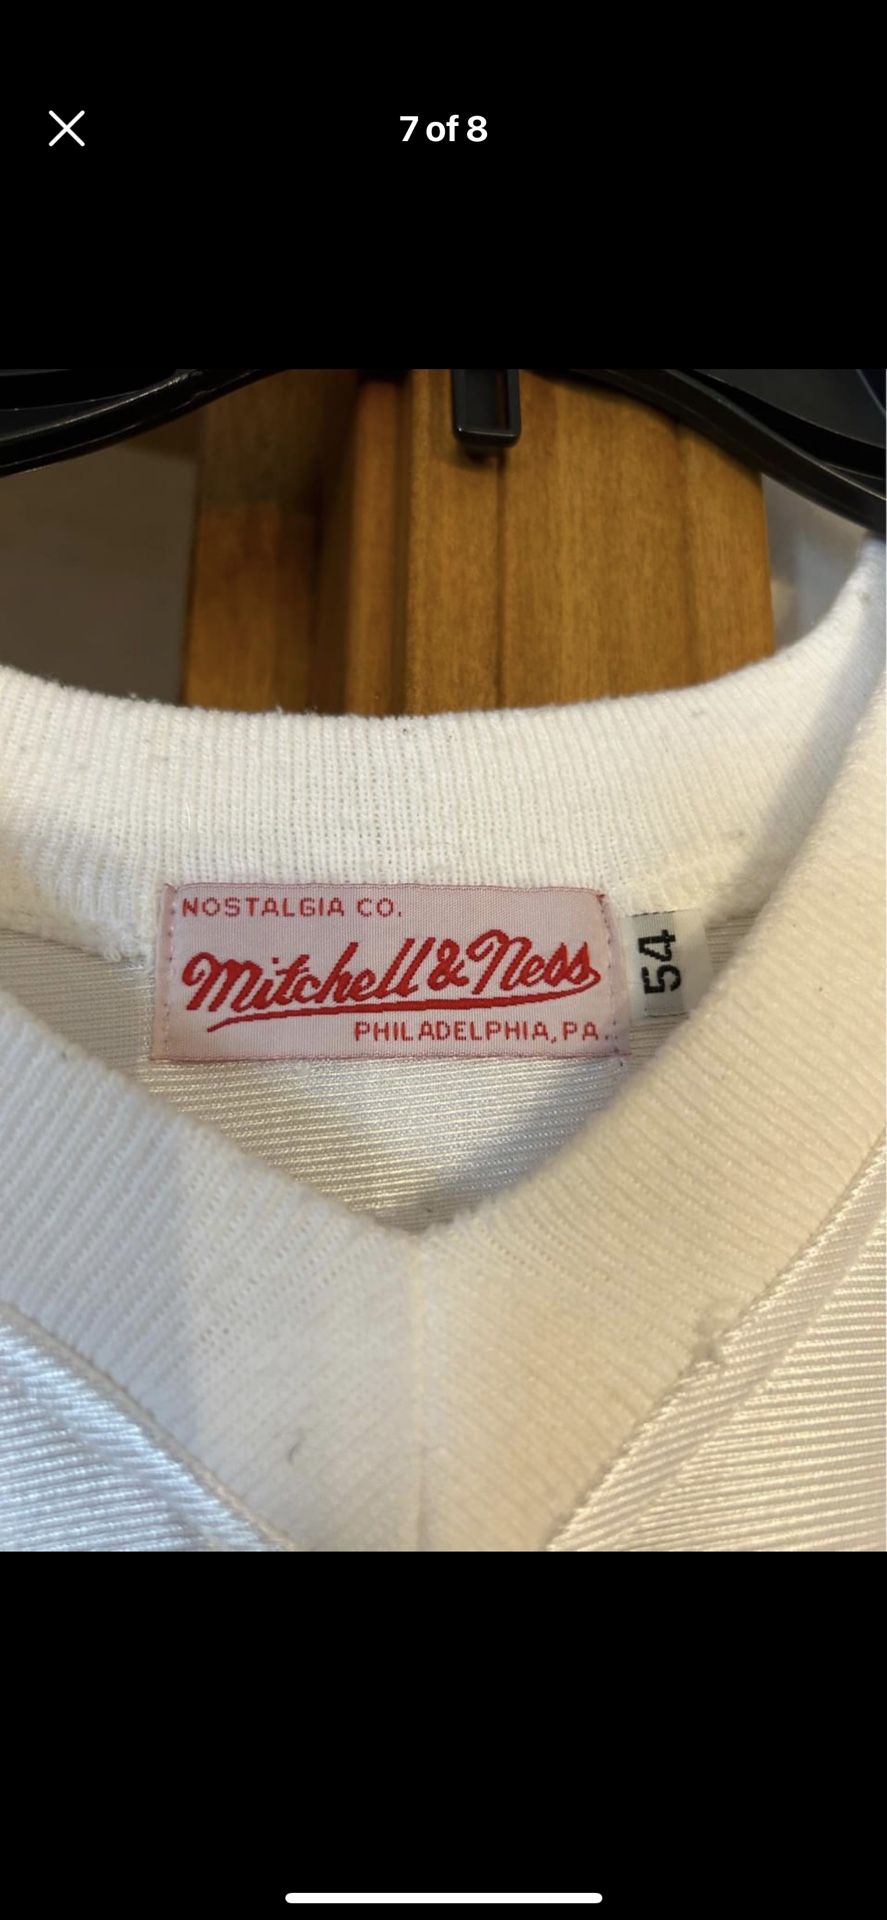 7 of 8
NOSTALGIA CO.
Mitchell & Ness
PHILADELPHIA, PA.
54